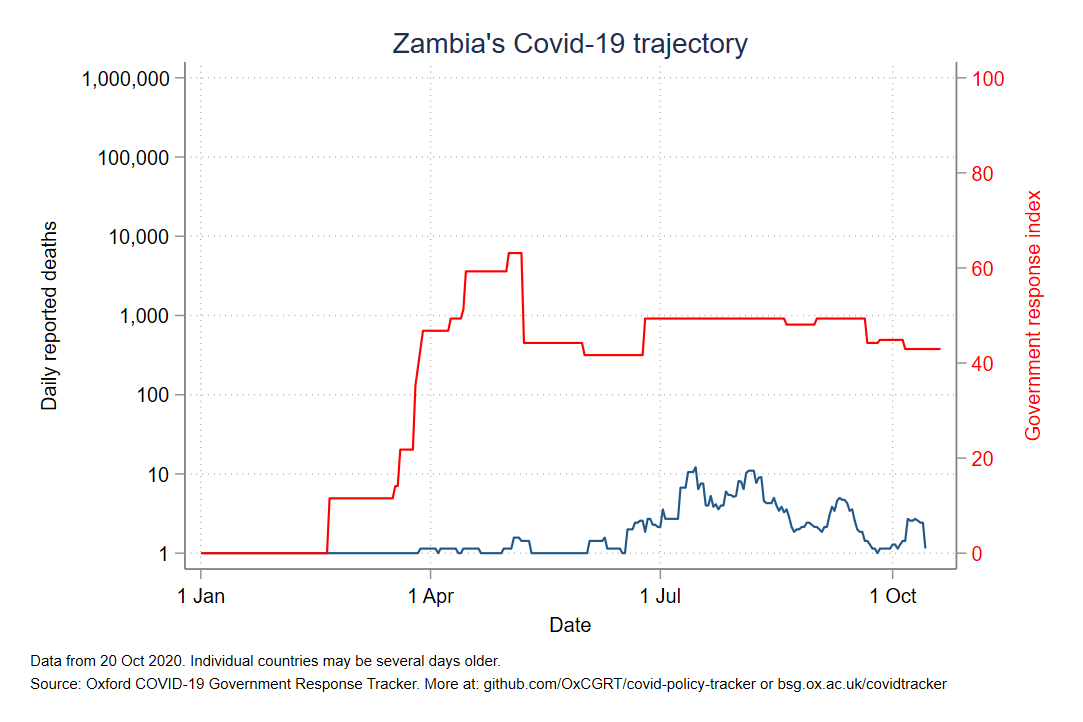 Zambia's Covid-19 trajectory
1,000,000
100,000
10,000
1,000
100
10
1
Daily reported deaths
100
80
60
40
20
0
Government response index
1 Jan
1 Apr
1 Jul
1 Oct
Date
Data from 20 Oct 2020. Individual countries may be several days older.
Source: Oxford COVID-19 Government Response Tracker. More at: github.com/OxCGRT/covid-policy-tracker or bsg.ox.ac.uk/covidtracker